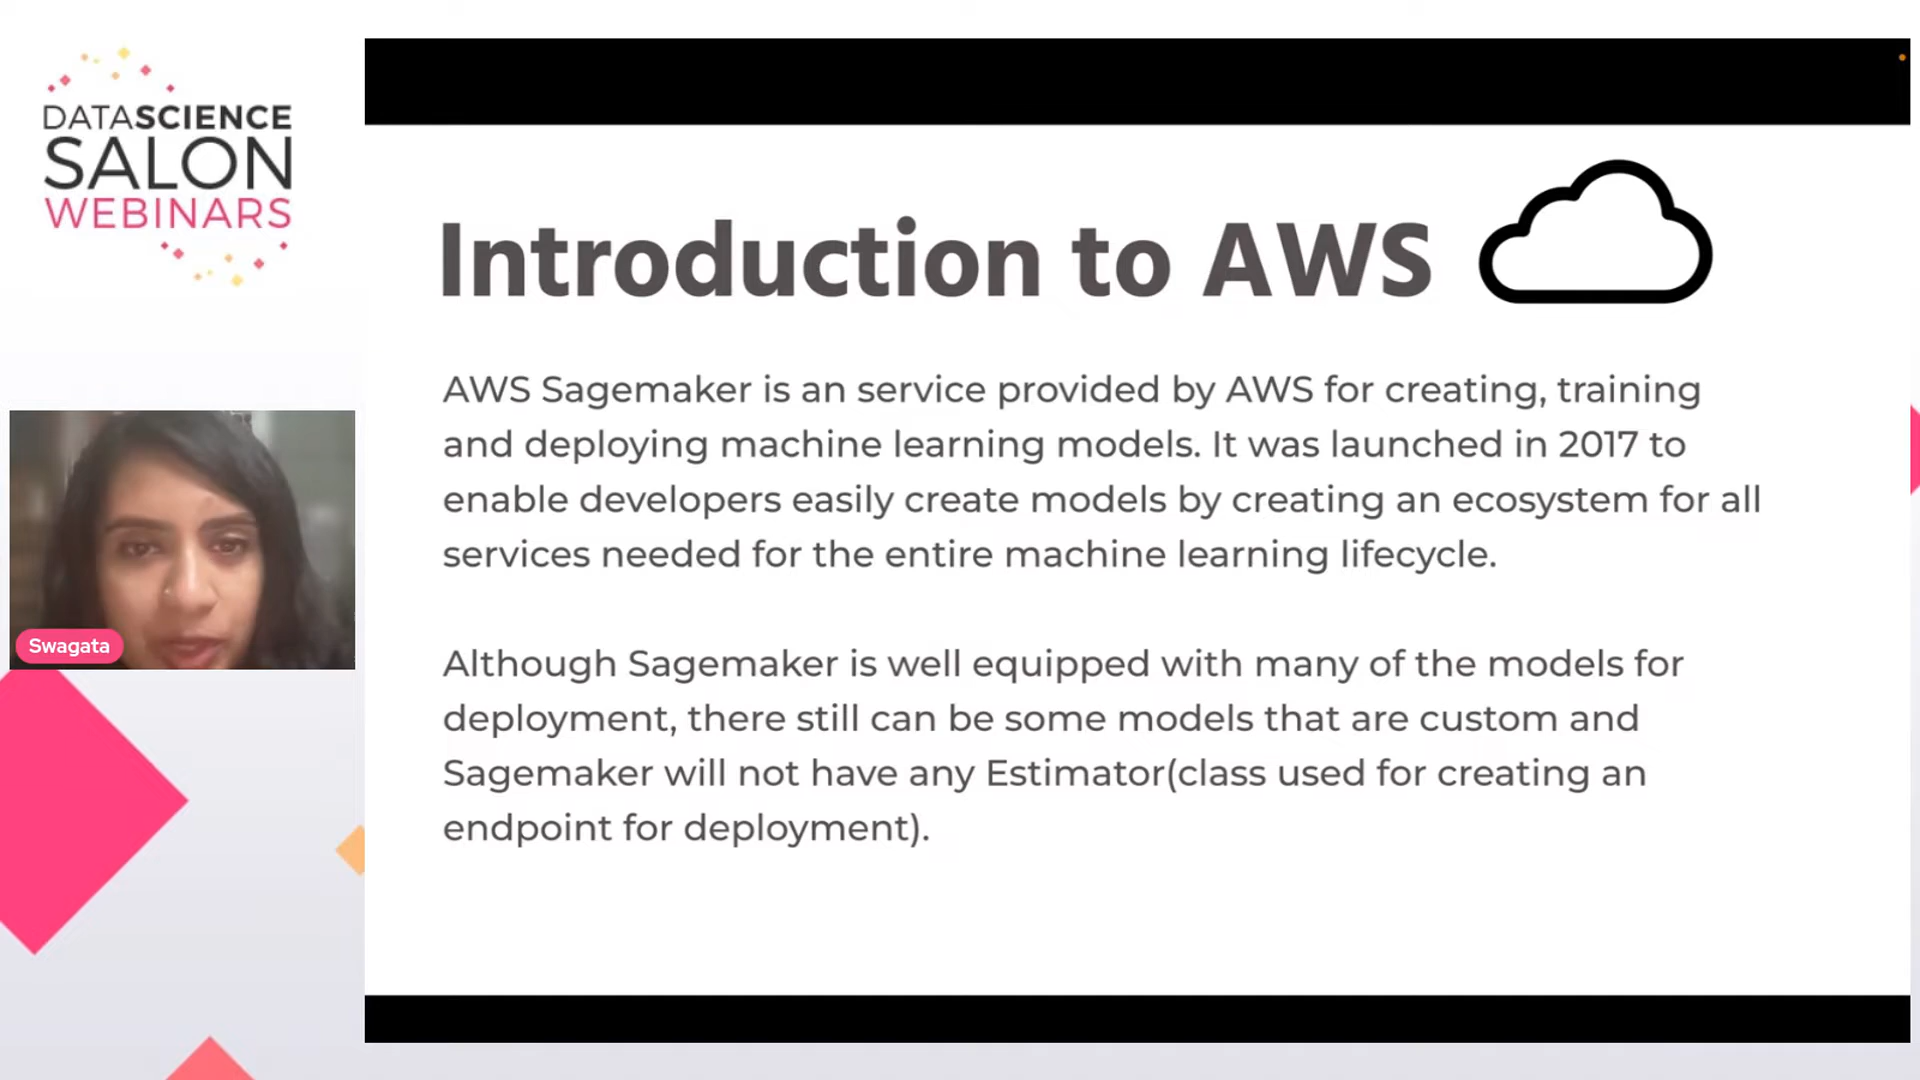 DATASCIENCE
SALON
WEBINARS
Introduction to AWS
AWS Sagemaker is an service provided by AWS for creating, training
and deploying machine learning models. It was launched in 2017 to
enable developers easily create models by creating an ecosystem for all
services needed for the entire machine learning lifecycle.
Although Sagemaker is well equipped with many of the models for
deployment, there still can be some models that are custom and
Sagemaker will not have any Estimator(class used for creating an
endpoint for deployment).
Swagata